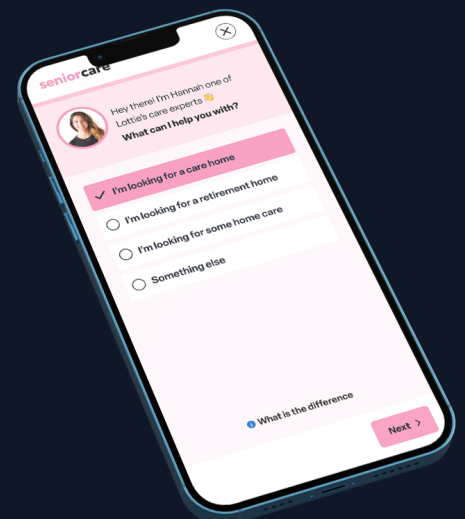 seniorcare
Hey there! I'm Hannah one of
Lottie's care experts 👋
What can I help you with?
I'm looking for a care home
I'm looking for a retirement home
I'm looking for some home care
Something else
What is the difference
Next